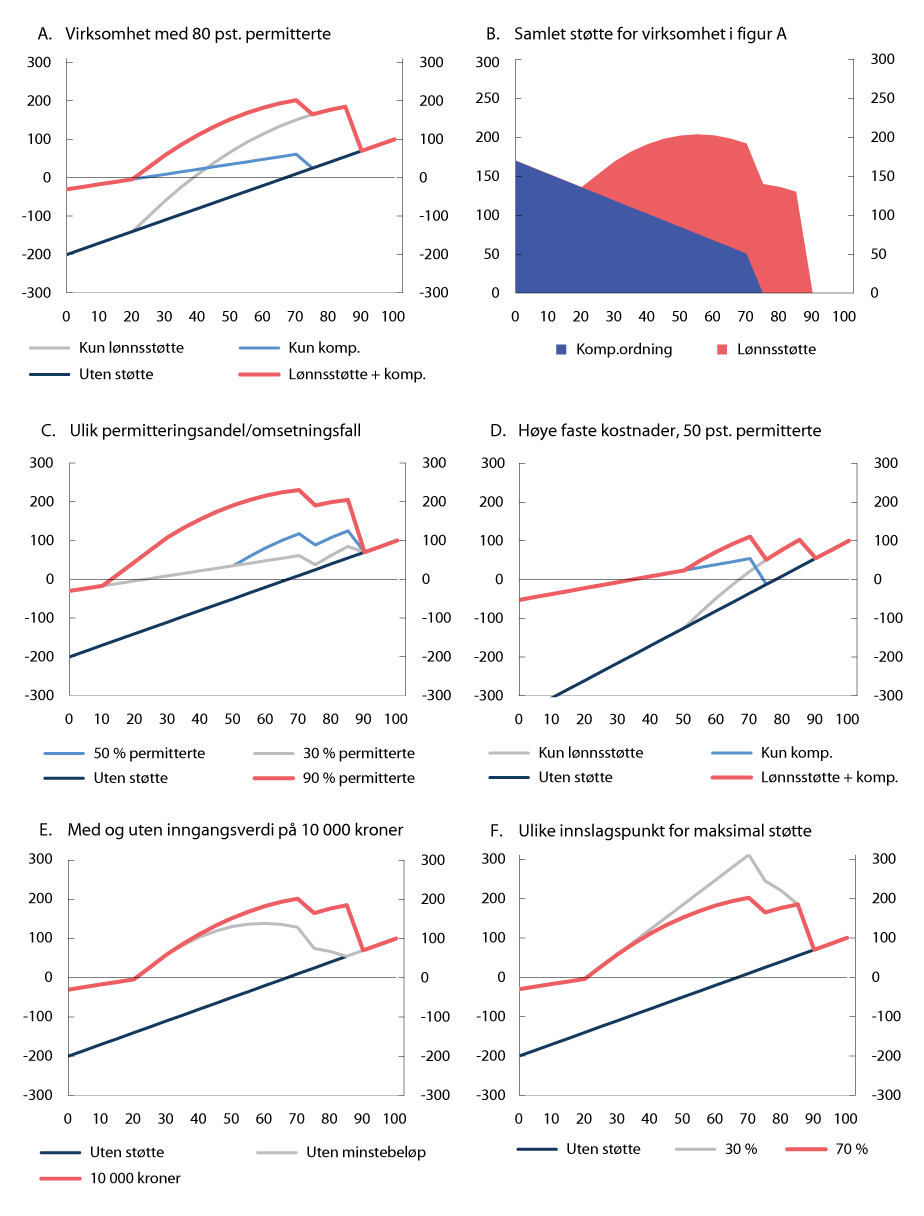 A. Virksomhet med 80 pst. permitterte
300 300
200 200
100 100
0 0
-100 -100
-200 -200
-300 -300
0 10 20 30 40 50 60 70 80 90 100
Kun lønnsstøtte Kun komp.
Uten støtte Lønnsstøtte + komp.
B. Samlet støtte for virksomhet i figur A
300 300
250 250
200 200
150 150
100 100
50 50
0 0
0 10 20 30 40 50 60 70 80 90 100
Komp.ordning Lønnsstøtte
C. Ulik permitteringsandel/omsetningsfall
300 300
200 200
100 100
0 0
-100 -100
-200 -200
-300 -300
0 10 20 30 40 50 60 70 80 90 100
50 % permitterte 30 % permitterte
Uten støtte 90 % permitterte
D. Høye faste kostnader, 50 pst. permitterte
300 300
200 200
100 100
0 0
-100 -100
-200 -200
-300 -300
0 10 20 30 40 50 60 70 80 90 100
Kun lønnsstøtte Kun komp.
Uten støtte Lønnsstøtte + komp.
E. Med og uten inngangsverdi på 10 000 kroner
300 300
200 200
100 100
0 0
-100 -100
-200 -200
-300 -300
0 10 20 30 40 50 60 70 80 90 100
Uten støtte Uten minstebeløp
10 000 kroner
F. Ulike innslagspunkt for maksimal støtte
300 300
200 200
100 100
0 0
-100 -100
-200 -200
-300 -300
0 10 20 30 40 50 60 70 80 90 100
Uten støtte 30 % 70 %